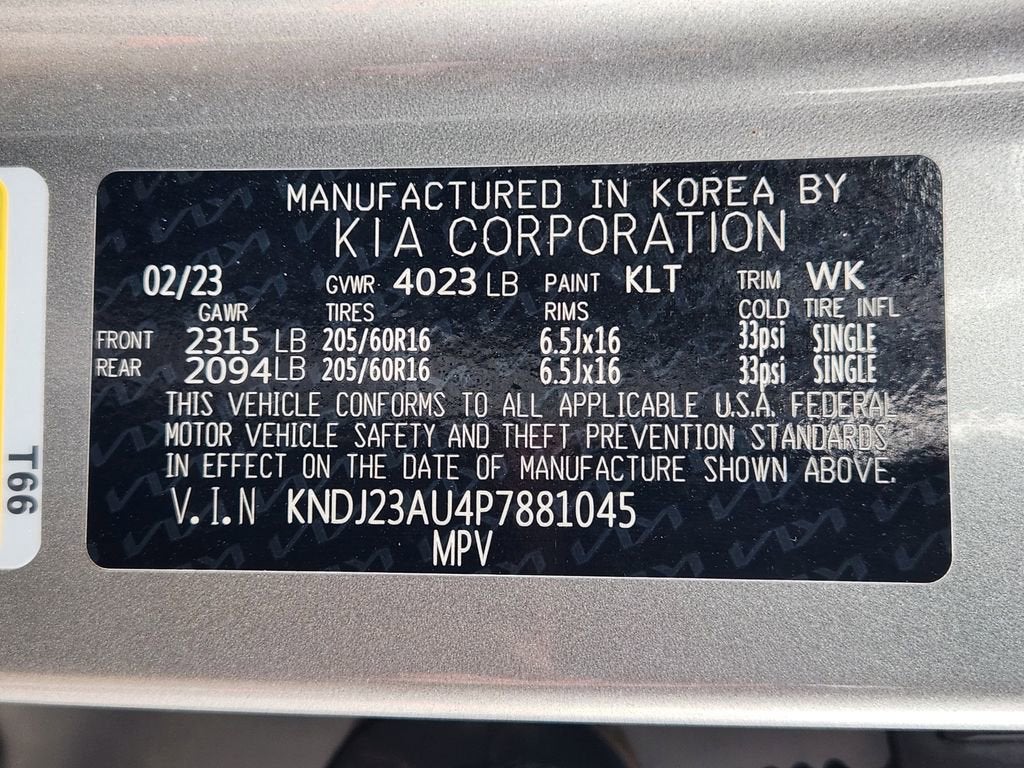 MANUFACTURED IN KOREA BY
KIA CORPORATION
02/23 GVWR 4023 LB PAINT KLT TRIM WK
GAWR TIRES RIMS COLD TIRE INFL
FRONT 2315 LB 205/60R16 6.5Jx16 33psi SINGLE
REAR 2094 LB 205/60R16 6.5Jx16 33psi SINGLE
THIS VEHICLE CONFORMS TO ALL APPLICABLE U.S.A. FEDERAL
MOTOR VEHICLE SAFETY AND THEFT PREVENTION STANDARDS
IN EFFECT ON THE DATE OF MANUFACTURE SHOWN ABOVE.
V.I.N KNDJ23AU4P7881045
MPV
T66